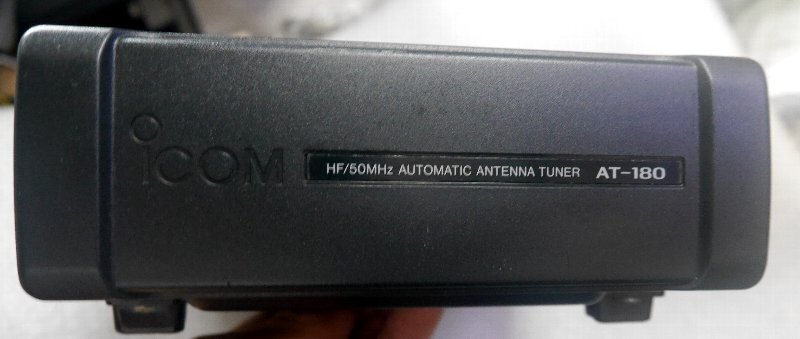 iCOM HF/50MHz AUTOMATIC ANTENNA TUNER AT-180